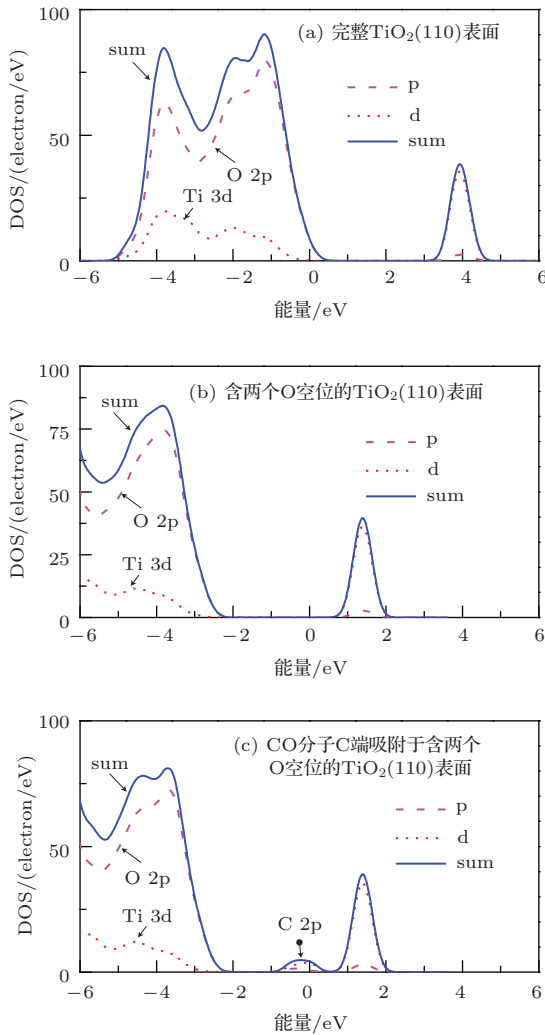 100
(a) 完整TiO2(110)表面
sum
p
d
sum
50
O 2p
Ti 3d
0
DOS/(electron/eV)
−6 −4 −2 0 2 4 6
能量/eV
100
(b) 含两个O空位的TiO2(110)表面
sum
75
p
d
sum
50
O 2p
25
Ti 3d
0
DOS/(electron/eV)
−6 −4 −2 0 2 4 6
能量/eV
100
(c) CO分子C端吸附于含两个
O空位的TiO2(110)表面
sum
p
d
sum
50
O 2p
Ti 3d
C 2p
0
DOS/(electron/eV)
−6 −4 −2 0 2 4 6
能量/eV